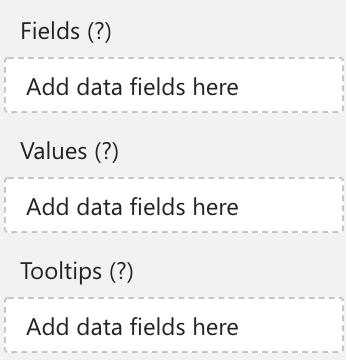 Fields (?)
Add data fields here
Values (?)
Add data fields here
Tooltips (?)
Add data fields here